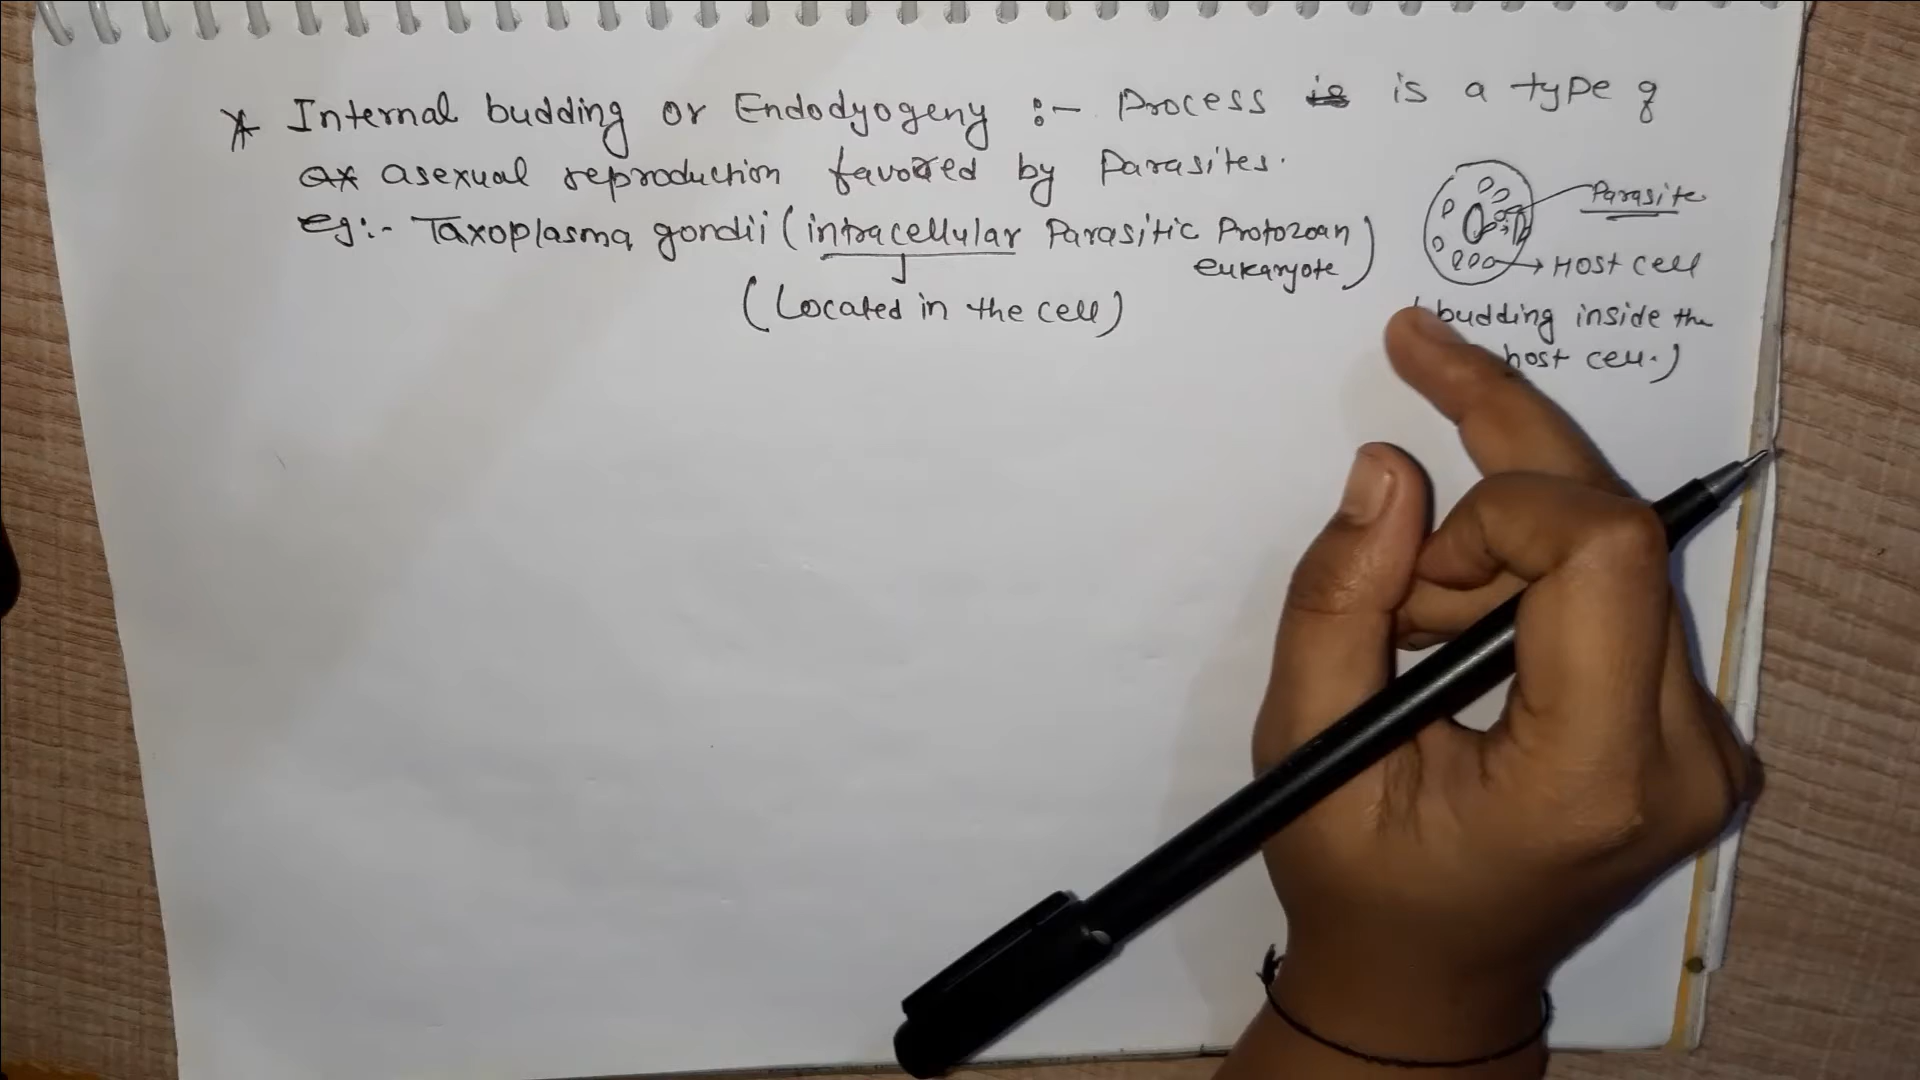 * Internal budding or Endodyogeny :- Process is is a type of
ax asexual reproduction favored by Parasites.
eg:- Taxoplasma gondii (intracellular Parasitic Protozoan
eukaryote)
(Located in the cell)
Parasite
Host cell
(budding inside the
host cell.)